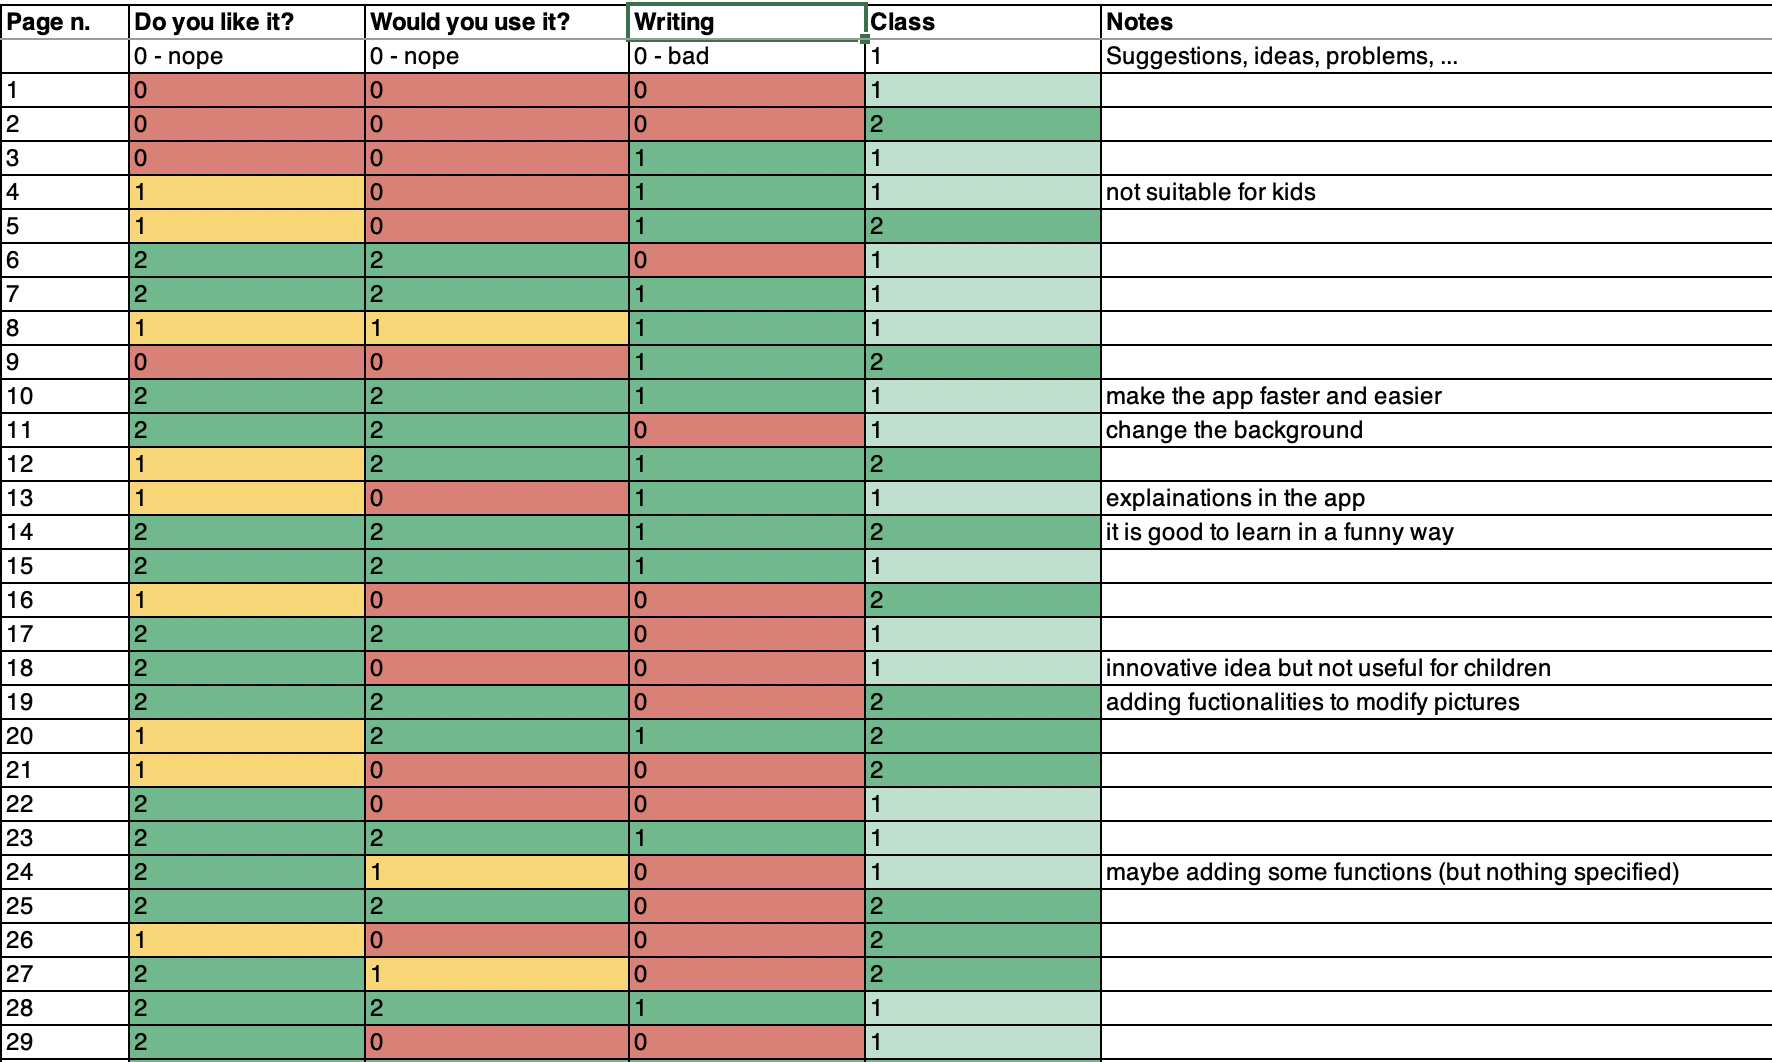 Page n. Do you like it? Would you use it? Writing Class Notes
0 - nope 0 - nope 0 - bad 1 Suggestions, ideas, problems, ...
1 0 0 0 1
2 0 0 0 2
3 0 0 1 1
4 1 0 1 1 not suitable for kids
5 1 0 1 2
6 2 2 0 1
7 2 2 1 1
8 1 1 1 1
9 0 0 1 2
10 2 2 1 1 make the app faster and easier
11 2 2 0 1 change the background
12 1 2 1 2
13 1 0 1 1 explainations in the app
14 2 2 1 2 it is good to learn in a funny way
15 2 2 1 1
16 1 0 0 2
17 2 2 0 1
18 2 0 0 1 innovative idea but not useful for children
19 2 2 0 2 adding fuctionalities to modify pictures
20 1 2 1 2
21 1 0 0 2
22 2 0 0 1
23 2 2 1 1
24 2 1 0 1 maybe adding some functions (but nothing specified)
25 2 2 0 2
26 1 0 0 2
27 2 1 0 2
28 2 2 1 1
29 2 0 0 1